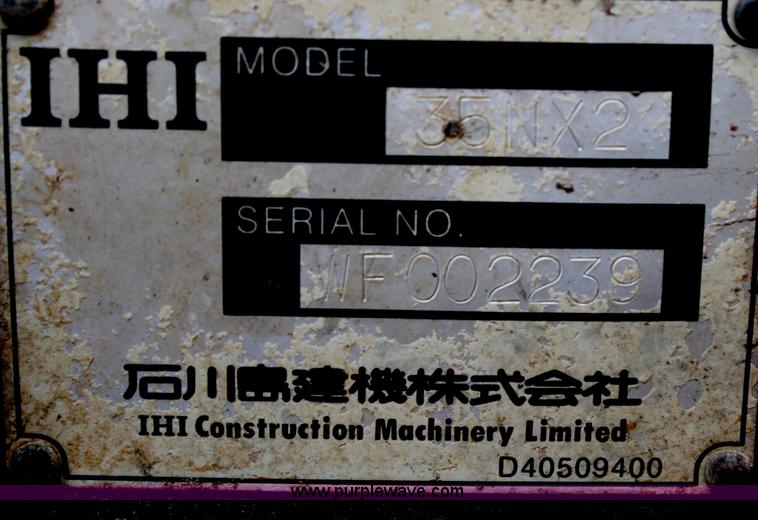 IHI
MODEL
35NX2
SERIAL NO.
WF002239
石川島建機株式会社
IHI Construction Machinery Limited
D40509400
www.purplewave.com